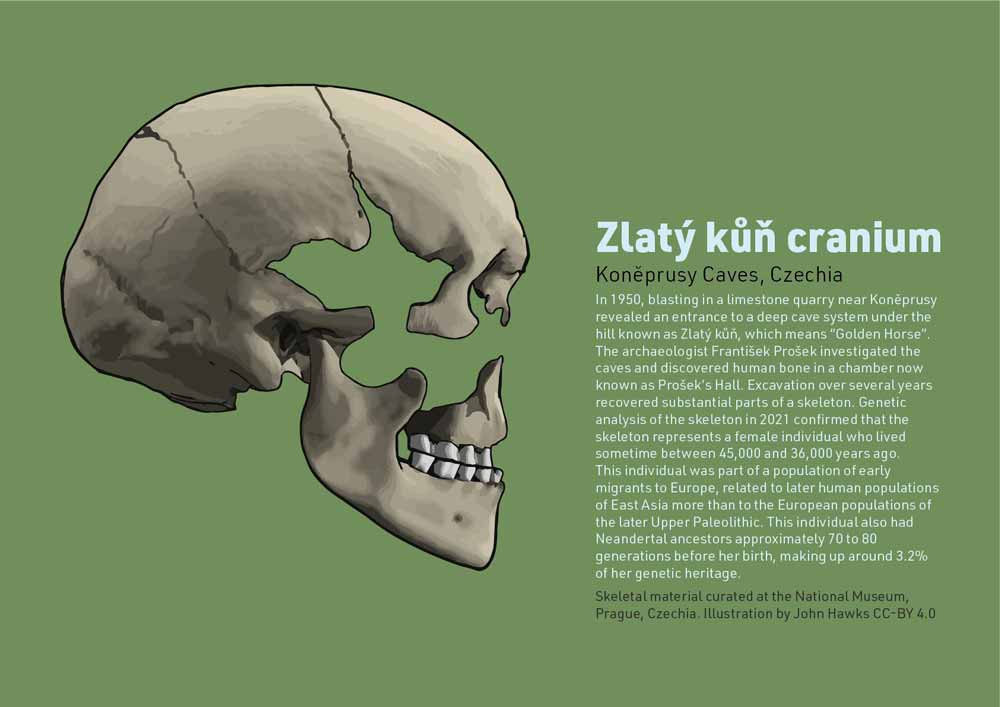 Zlatý kůň cranium
Koněprusy Caves, Czechia
In 1950, blasting in a limestone quarry near Koněprusy
revealed an entrance to a deep cave system under the
hill known as Zlatý kůň, which means “Golden Horse”.
The archaeologist František Prošek investigated the
caves and discovered human bone in a chamber now
known as Prošek's Hall. Excavation over several years
recovered substantial parts of a skeleton. Genetic
analysis of the skeleton in 2021 confirmed that the
skeleton represents a female individual who lived
sometime between 45,000 and 36,000 years ago.
This individual was part of a population of early
migrants to Europe, related to later human populations
of East Asia more than to the European populations of
the later Upper Paleolithic. This individual also had
Neandertal ancestors approximately 70 to 80
generations before her birth, making up around 3.2%
of her genetic heritage.
Skeletal material curated at the National Museum,
Prague, Czechia. Illustration by John Hawks CC-BY 4.0